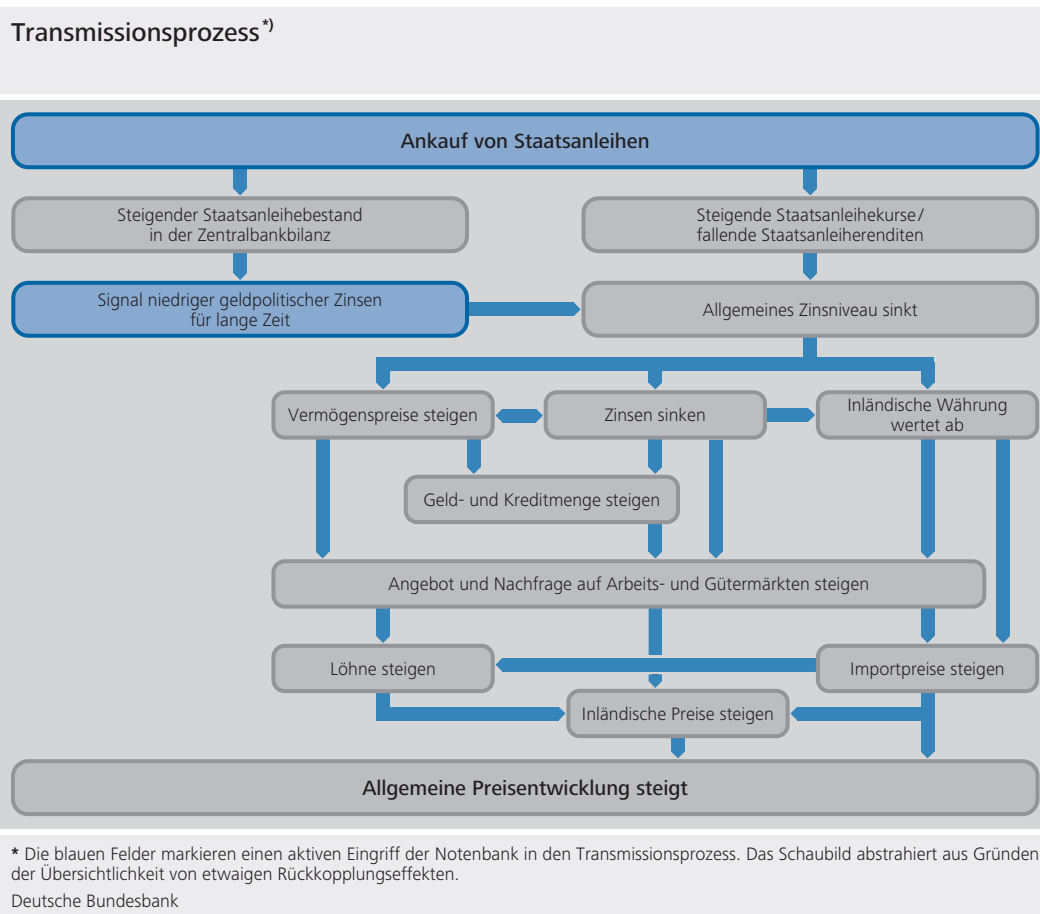 Transmissionsprozess*)
Ankauf von Staatsanleihen
Steigender Staatsanleihebestand
in der Zentralbankbilanz
Steigende Staatsanleihekurse/
fallende Staatsanleiherenditen
Signal niedriger geldpolitischer Zinsen
für lange Zeit
Allgemeines Zinsniveau sinkt
Vermögenspreise steigen
Zinsen sinken
Inländische Währung
wertet ab
Geld- und Kreditmenge steigen
Angebot und Nachfrage auf Arbeits- und Gütermärkten steigen
Löhne steigen
Importpreise steigen
Inländische Preise steigen
Allgemeine Preisentwicklung steigt
* Die blauen Felder markieren einen aktiven Eingriff der Notenbank in den Transmissionsprozess. Das Schaubild abstrahiert aus Gründen
der Übersichtlichkeit von etwaigen Rückkopplungseffekten.
Deutsche Bundesbank